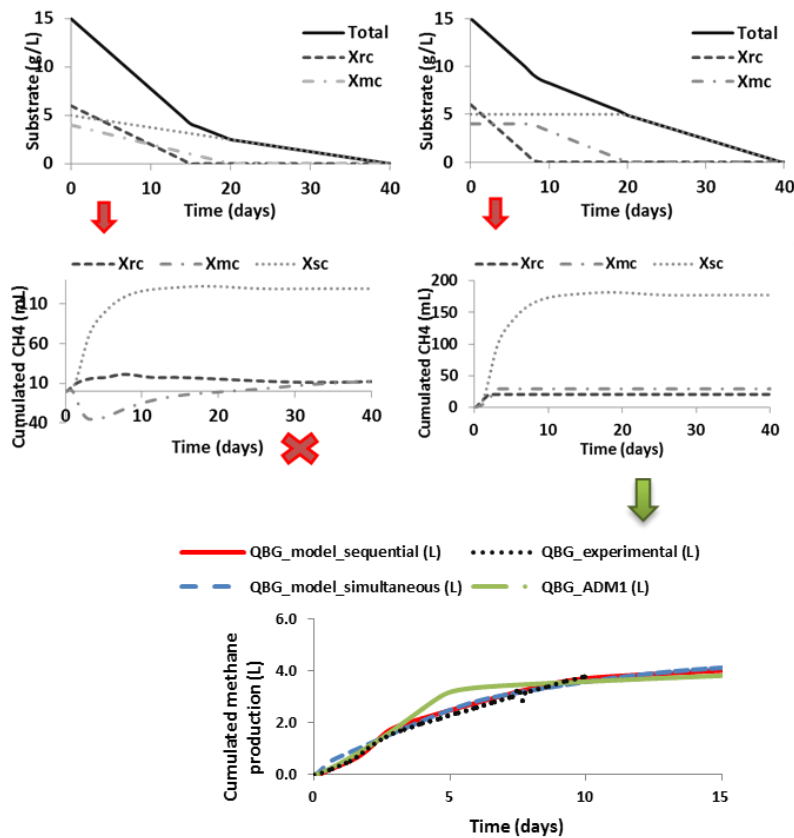 15
10
5
0
Substrate (g/L)
Total
Xrc
Xmc
0 10 20 30 40
Time (days)
15
10
5
0
Substrate (g/L)
Total
Xrc
Xmc
0 10 20 30 40
Time (days)
Xrc Xmc Xsc
110
60
10
-40
Cumulated CH4 (mL)
0 10 20 30 40
Time (days)
Xrc Xmc Xsc
200
150
100
50
0
Cumulated CH4 (mL)
0 10 20 30 40
Time (days)
QBG_model_sequential (L) QBG_experimental (L)
QBG_model_simultaneous (L) QBG_ADM1 (L)
6.0
4.0
2.0
0.0
Cumulated methane
production (L)
0 5 10 15
Time (days)